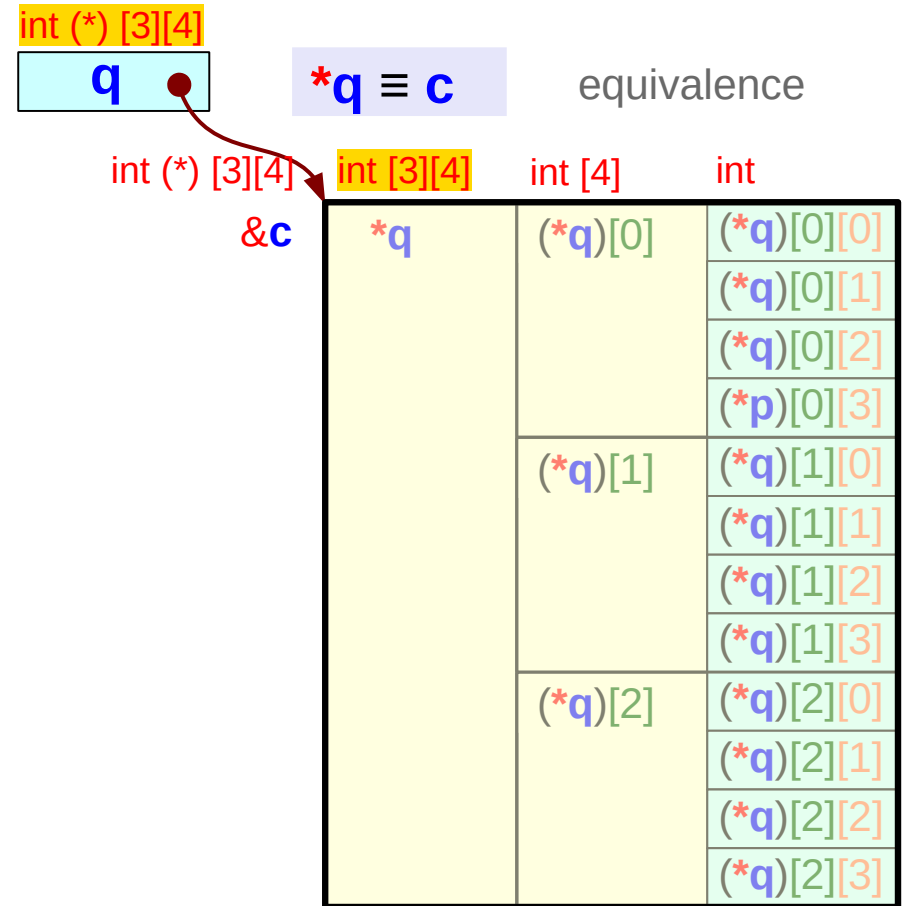 int (*) [3][4]
q
*q ≡ c
equivalence
int (*) [3][4]
int [3][4]
int [4]
int
&c
*q
(*q)[0]
(*q)[0][0]
(*q)[0][1]
(*q)[0][2]
(*p)[0][3]
(*q)[1]
(*q)[1][0]
(*q)[1][1]
(*q)[1][2]
(*q)[1][3]
(*q)[2]
(*q)[2][0]
(*q)[2][1]
(*q)[2][2]
(*q)[2][3]